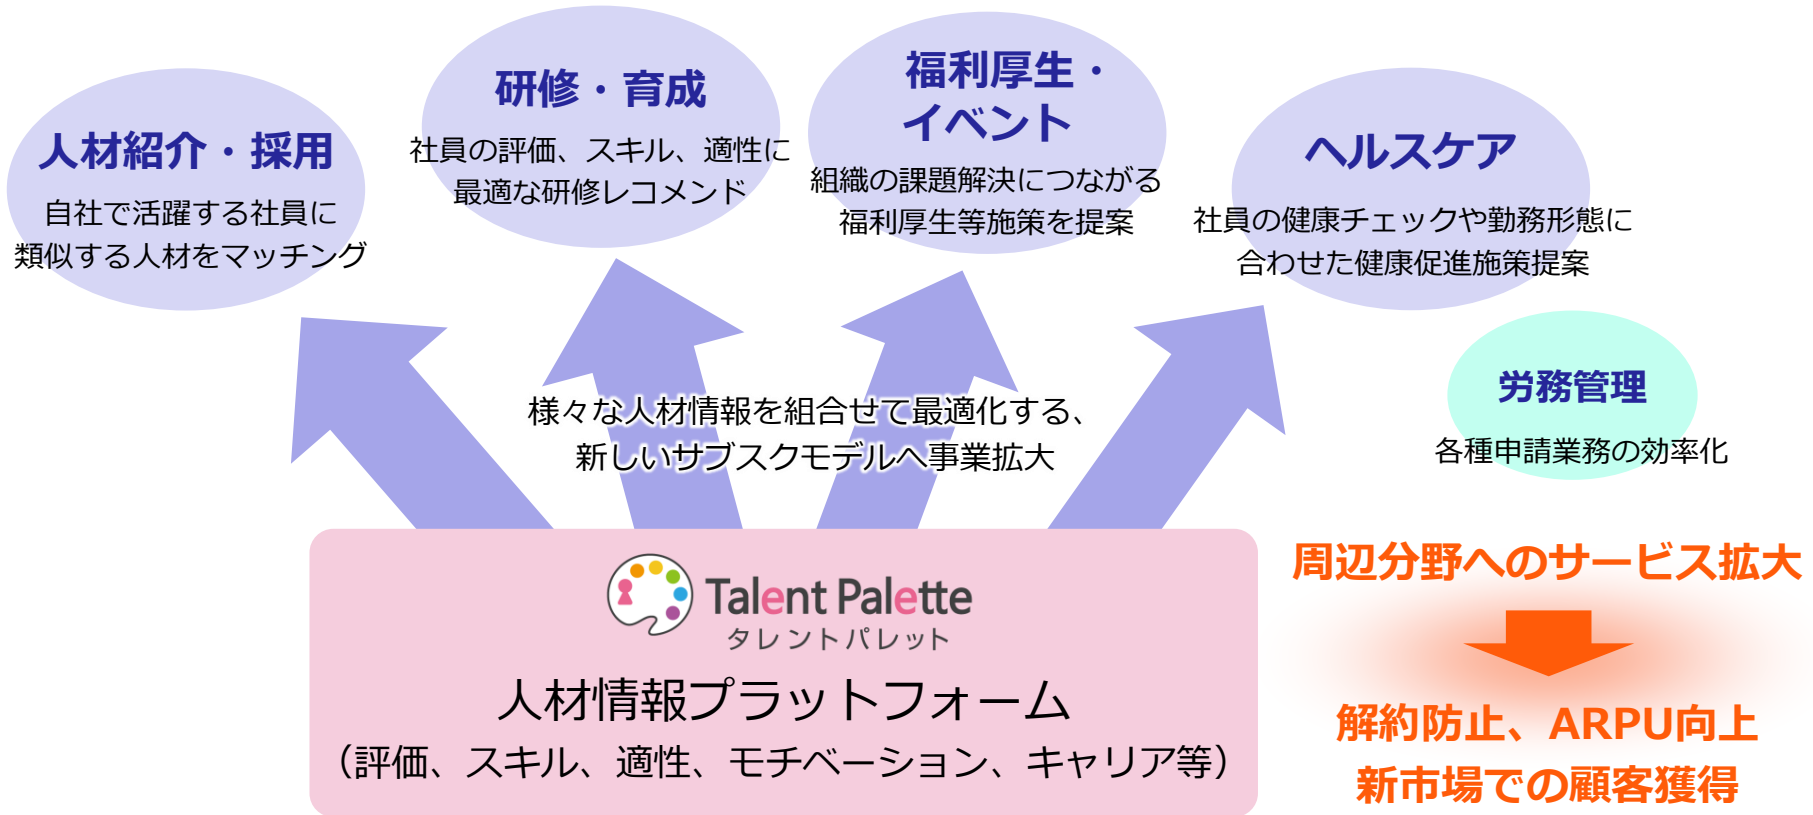 人材紹介・採用
自社で活躍する社員に
類似する人材をマッチング
研修・育成
社員の評価、スキル、適性に
最適な研修レコメンド
福利厚生・
イベント
組織の課題解決につながる
福利厚生等施策を提案
ヘルスケア
社員の健康チェックや勤務形態に
合わせた健康促進施策提案
労務管理
各種申請業務の効率化
様々な人材情報を組合せて最適化する、
新しいサブスクモデルへ事業拡大
Talent Palette
タレントパレット
人材情報プラットフォーム
（評価、スキル、適性、モチベーション、キャリア等）
周辺分野へのサービス拡大
解約防止、ARPU向上
新市場での顧客獲得